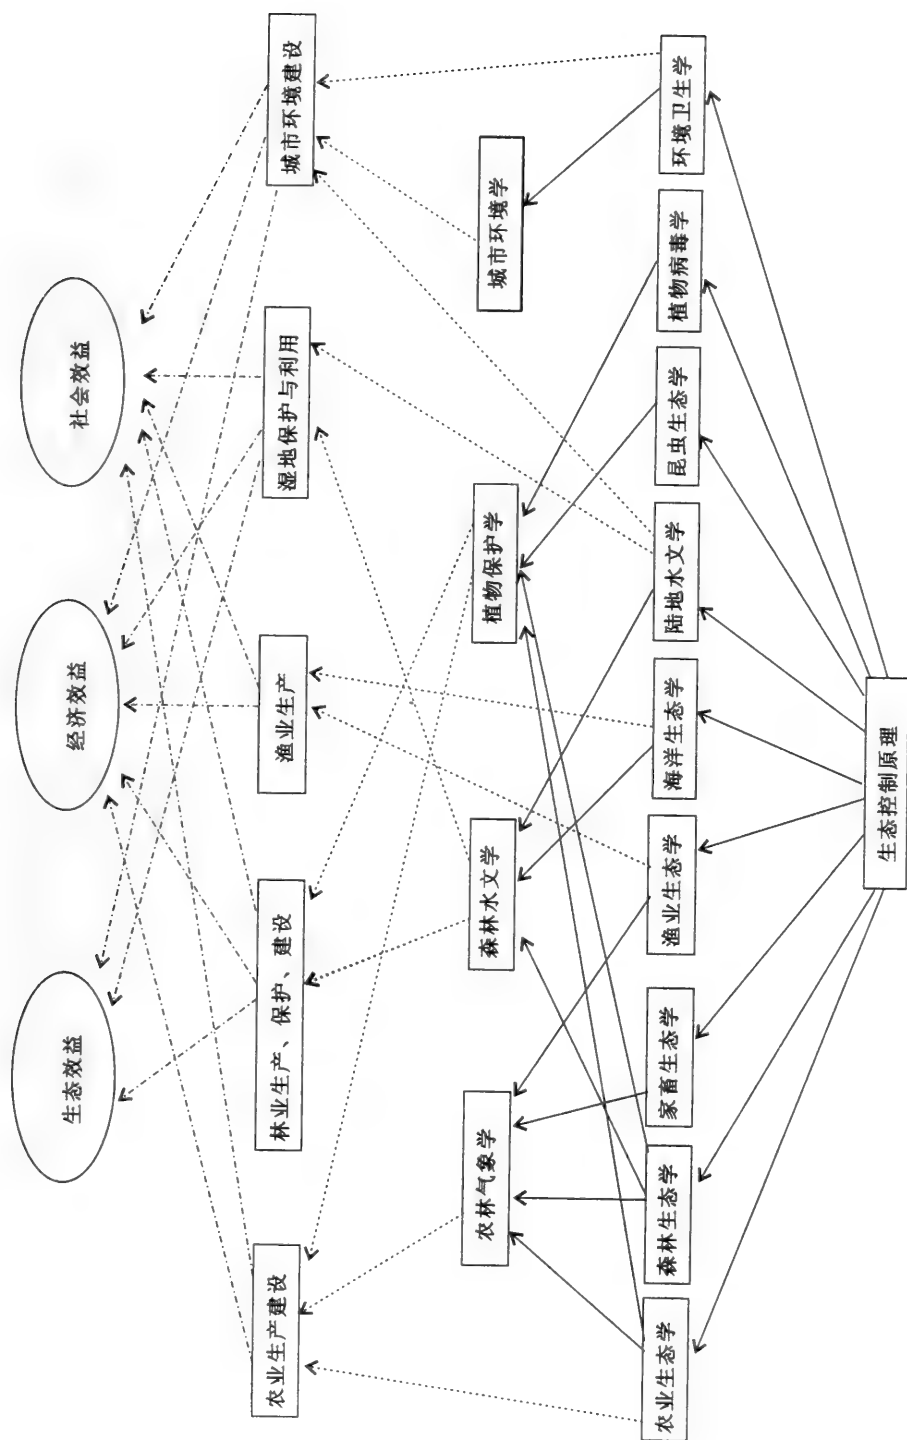 生态效益
经济效益
社会效益
农业生产建设
林业生产、保护、建设
渔业生产
湿地保护与利用
城市环境建设
农林气象学
森林水文学
植物保护学
城市环境学
农业生态学
森林生态学
家畜生态学
渔业生态学
海洋生态学
陆地水文学
昆虫生态学
植物病毒学
环境卫生学
生态控制原理